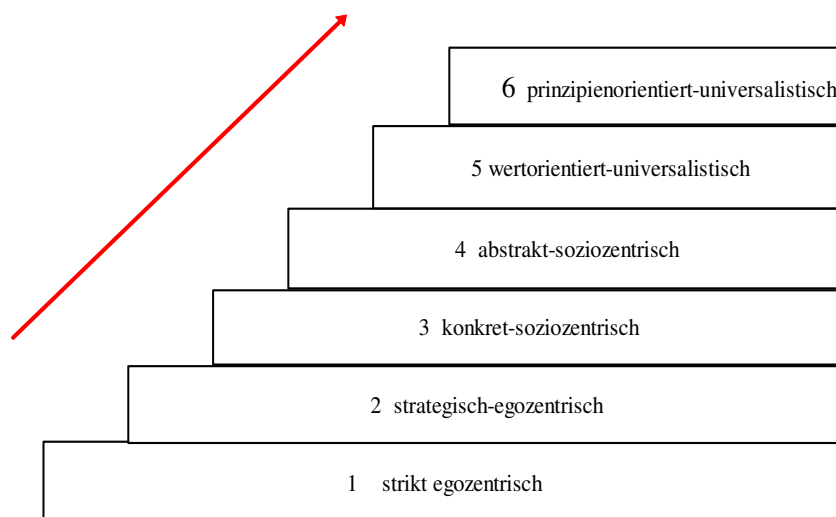 6 prinzipienorientiert-universalistisch
5 wertorientiert-universalistisch
4 abstrakt-soziozentrisch
3 konkret-soziozentrisch
2 strategisch-egozentrisch
1 strikt egozentrisch